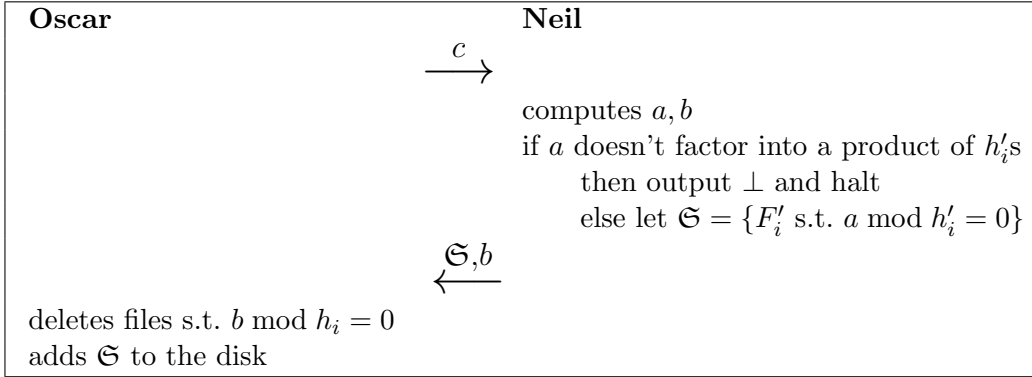 Oscar Neil
c
computes a, b
if a doesn't factor into a product of h'_i s
then output ⊥ and halt
else let 𝔖 = {F'_i s.t. a mod h'_i = 0}
𝔖,b
deletes files s.t. b mod h_i = 0
adds 𝔖 to the disk